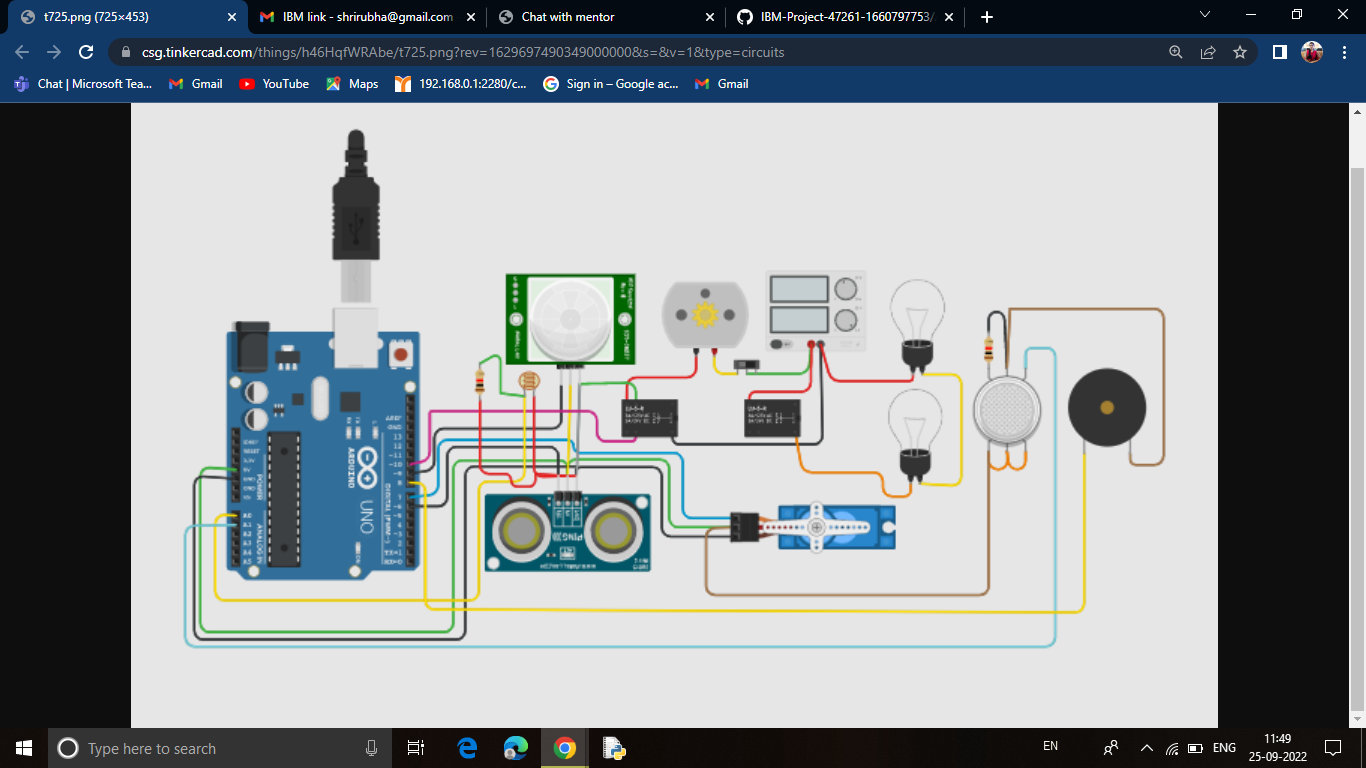 t725.png (725×453)
IBM link - shrirubha@gmail.com
Chat with mentor
IBM-Project-47261-1660797753/
csg.tinkercad.com/things/h46HqfWRAbe/t725.png?rev=1629697490349000000&s=&v=1&type=circuits
Chat | Microsoft Tea...
Gmail
YouTube
Maps
192.168.0.1:2280/c...
Sign in – Google ac...
Gmail
AREF
GND
13
12
~11
~10
~9
8
7
~6
~5
4
~3
2
TX→1
RX←0
DIGITAL (PWM~)
ARDUINO
UNO
RESET
3.3V
5V
GND
GND
POWER
A0
A1
A2
A3
A4
A5
ANALOG IN
PING)))
Type here to search
EN
ENG
11:49
25-09-2022